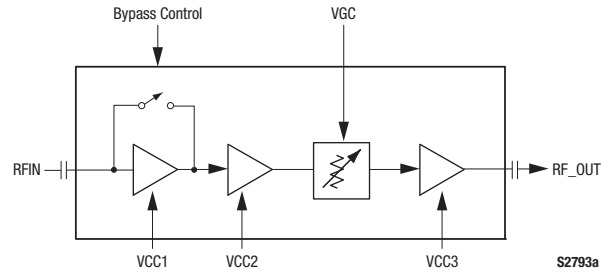 Bypass Control
VGC
RFIN
RF_OUT
VCC1
VCC2
VCC3
S2793a